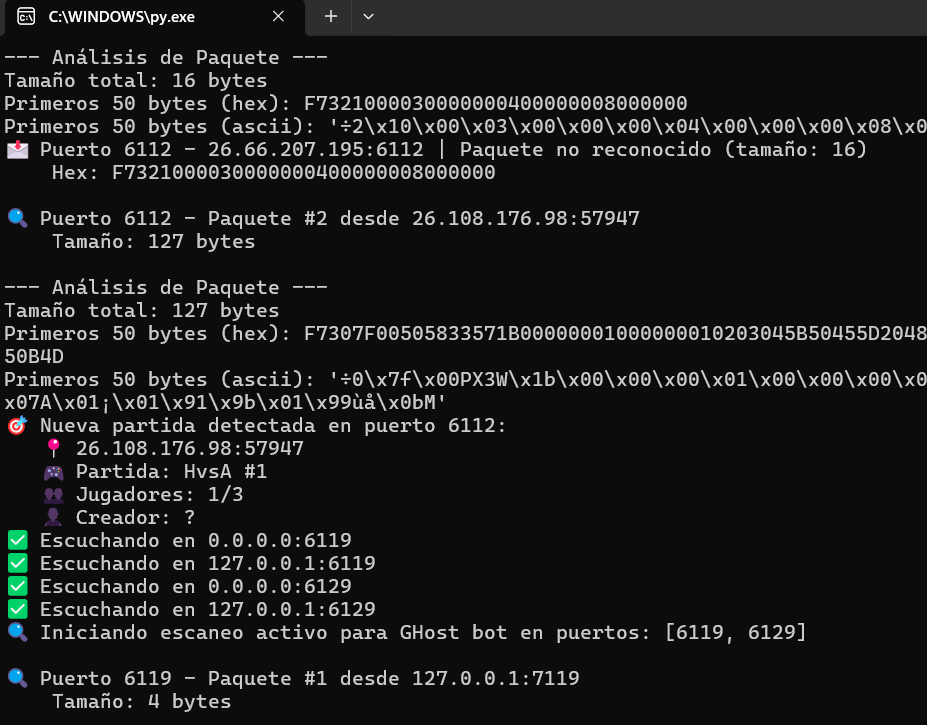 C:\WINDOWS\py.exe
--- Análisis de Paquete ---
Tamaño total: 16 bytes
Primeros 50 bytes (hex): F7321000030000000400000008000000
Primeros 50 bytes (ascii): '÷2\x10\x00\x03\x00\x00\x00\x04\x00\x00\x00\x08\x0
Puerto 6112 - 26.66.207.195:6112 | Paquete no reconocido (tamaño: 16)
Hex: F7321000030000000400000008000000
Puerto 6112 - Paquete #2 desde 26.108.176.98:57947
Tamaño: 127 bytes
--- Análisis de Paquete ---
Tamaño total: 127 bytes
Primeros 50 bytes (hex): F7307F00505833571B000000010000000010203045B50455D2048
50B4D
Primeros 50 bytes (ascii): '÷0\x7f\x00PX3W\x1b\x00\x00\x00\x01\x00\x00\x00\x0
x07A\x01¡\x01\x91\x9b\x01\x99ùå\x0bM'
Nueva partida detectada en puerto 6112:
26.108.176.98:57947
Partida: HvsA #1
Jugadores: 1/3
Creador: ?
Escuchando en 0.0.0.0:6119
Escuchando en 127.0.0.1:6119
Escuchando en 0.0.0.0:6129
Escuchando en 127.0.0.1:6129
Iniciando escaneo activo para GHost bot en puertos: [6119, 6129]
Puerto 6119 - Paquete #1 desde 127.0.0.1:7119
Tamaño: 4 bytes